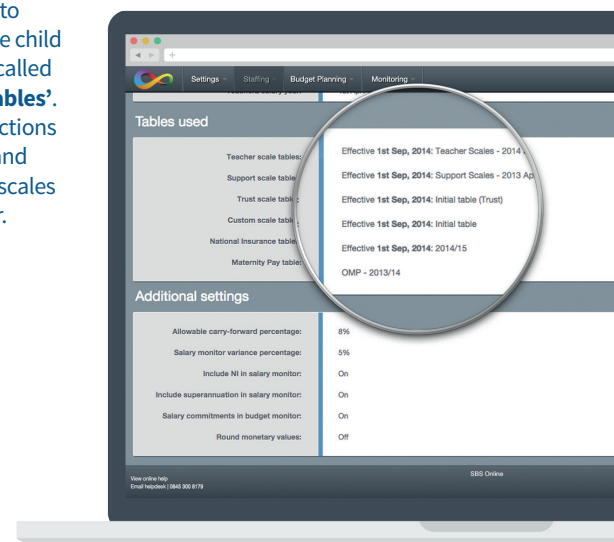 to
e child
called
ables’.
ctions
and
scales
r.
Settings Staffing Budget Planning Monitoring
Tables used
Teacher scale tables: Effective 1st Sep, 2014: Teacher Scales - 2014
Support scale table Effective 1st Sep, 2014: Support Scales - 2013 Ap
Trust scale table: Effective 1st Sep, 2014: Initial table (Trust)
Custom scale table Effective 1st Sep, 2014: Initial table
National Insurance table Effective 1st Sep, 2014: 2014/15
Maternity Pay table: OMP - 2013/14
Additional settings
Allowable carry-forward percentage: 8%
Salary monitor variance percentage: 5%
Include NI in salary monitor: On
Include superannuation in salary monitor: On
Salary commitments in budget monitor: On
Round monetary values: Off
View online help SBS Online
Email helpdesk | 0845 300 8179